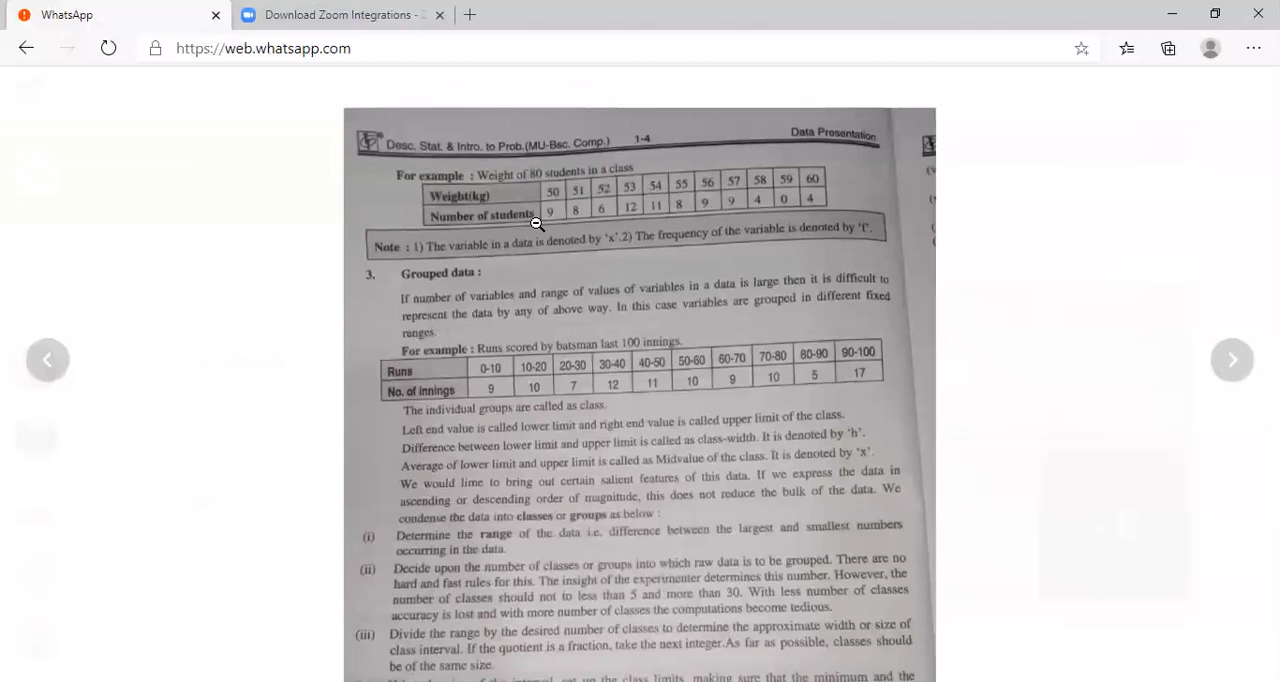 WhatsApp
Download Zoom Integrations -
https://web.whatsapp.com
Desc. Stat. & Intro. to Prob.(MU-Bsc. Comp.) 1-4 Data Presentation
For example : Weight of 80 students in a class
Weight(kg) 50 51 52 53 54 55 56 57 58 59 60
Number of students 9 8 6 12 11 8 9 9 4 0 4
Note : 1) The variable in a data is denoted by 'x'.2) The frequency of the variable is denoted by 'f'.
3. Grouped data :
If number of variables and range of values of variables in a data is large then it is difficult to
represent the data by any of above way. In this case variables are grouped in different fixed
ranges.
For example : Runs scored by batsman last 100 innings.
Runs 0-10 10-20 20-30 30-40 40-50 50-60 60-70 70-80 80-90 90-100
No. of innings 9 10 7 12 11 10 9 10 5 17
The individual groups are called as class.
Left end value is called lower limit and right end value is called upper limit of the class.
Difference between lower limit and upper limit is called as class-width. It is denoted by 'h'.
Average of lower limit and upper limit is called as Midvalue of the class. It is denoted by 'x'.
We would lime to bring out certain salient features of this data. If we express the data in
ascending or descending order of magnitude, this does not reduce the bulk of the data. We
condense the data into classes or groups as below :
(i) Determine the range of the data i.e. difference between the largest and smallest numbers
occurring in the data.
(ii) Decide upon the number of classes or groups into which raw data is to be grouped. There are no
hard and fast rules for this. The insight of the experimenter determines this number. However, the
number of classes should not to less than 5 and more than 30. With less number of classes
accuracy is lost and with more number of classes the computations become tedious.
(iii) Divide the range by the desired number of classes to determine the approximate width or size of
class interval. If the quotient is a fraction, take the next integer.As far as possible, classes should
be of the same size.
set up the class limits, making sure that the minimum and the